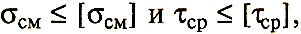 σсм ≤ [σсм] и τср ≤ [τср],